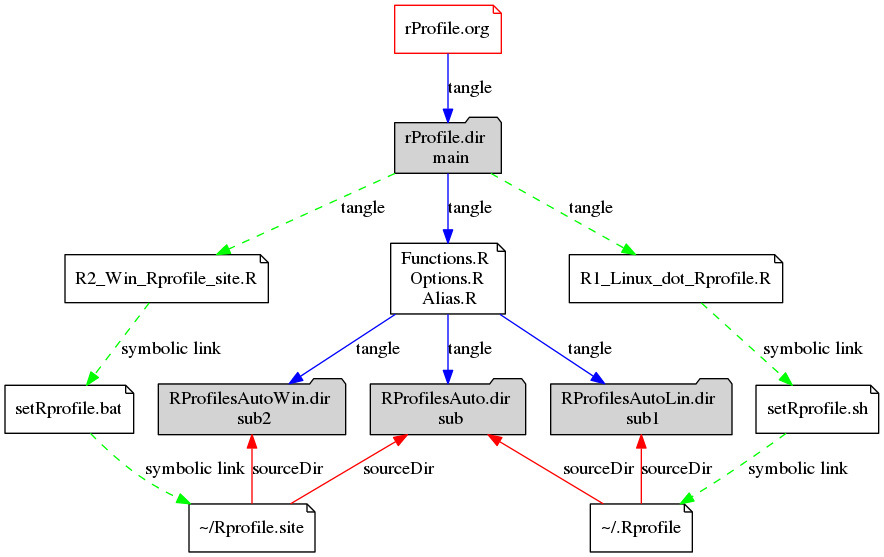 rProfile.org
tangle
rProfile.dir
main
tangle
tangle
tangle
R2_Win_Rprofile_site.R
Functions.R
Options.R
Alias.R
R1_Linux_dot_Rprofile.R
symbolic link
tangle
tangle
tangle
symbolic link
setRprofile.bat
RProfilesAutoWin.dir
sub2
RProfilesAuto.dir
sub
RProfilesAutoLin.dir
sub1
setRprofile.sh
symbolic link
sourceDir
sourceDir
sourceDir
sourceDir
symbolic link
~/Rprofile.site
~/.Rprofile